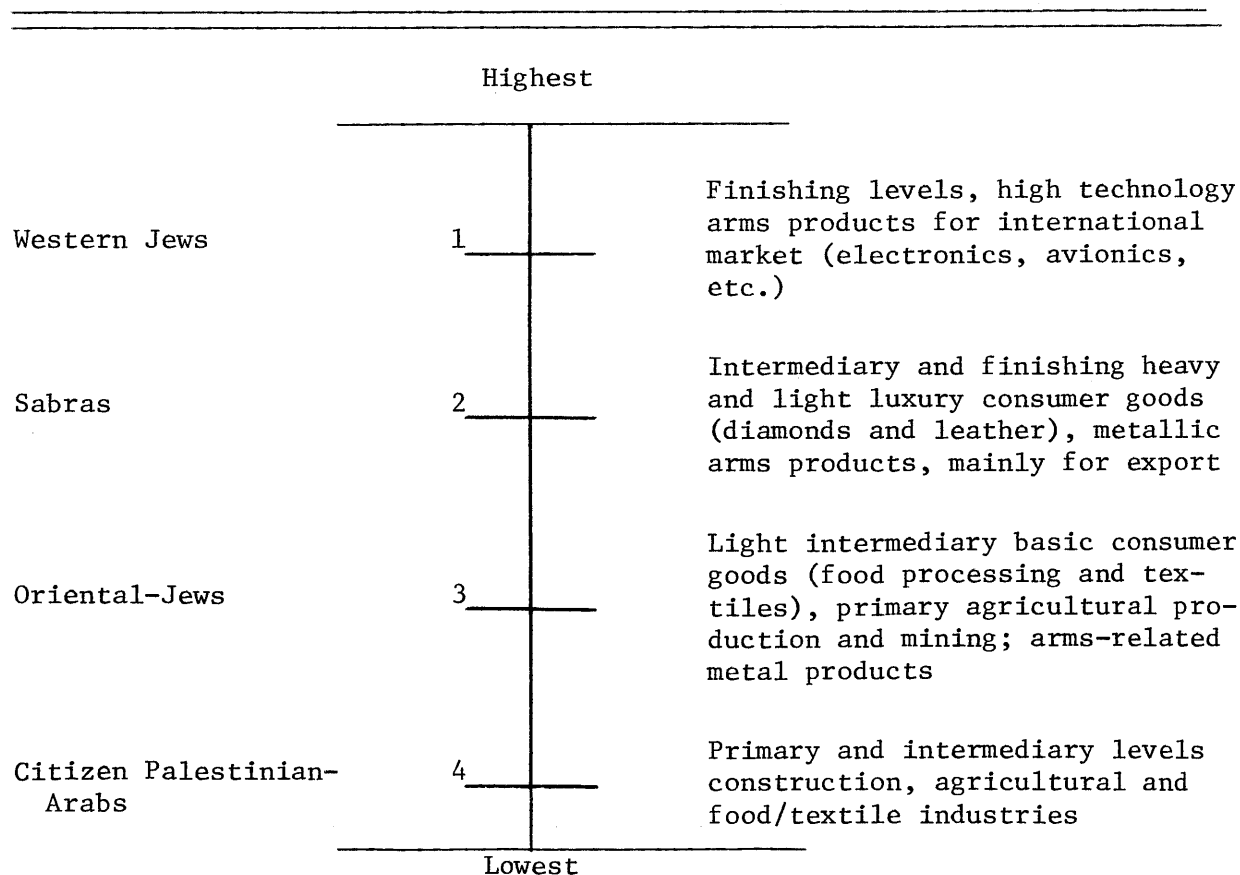 Highest
Western Jews 1
Finishing levels, high technology
arms products for international
market (electronics, avionics,
etc.)
Sabras 2
Intermediary and finishing heavy
and light luxury consumer goods
(diamonds and leather), metallic
arms products, mainly for export
Oriental-Jews 3
Light intermediary basic consumer
goods (food processing and tex-
tiles), primary agricultural pro-
duction and mining; arms-related
metal products
Citizen Palestinian-
Arabs
4
Primary and intermediary levels
construction, agricultural and
food/textile industries
Lowest